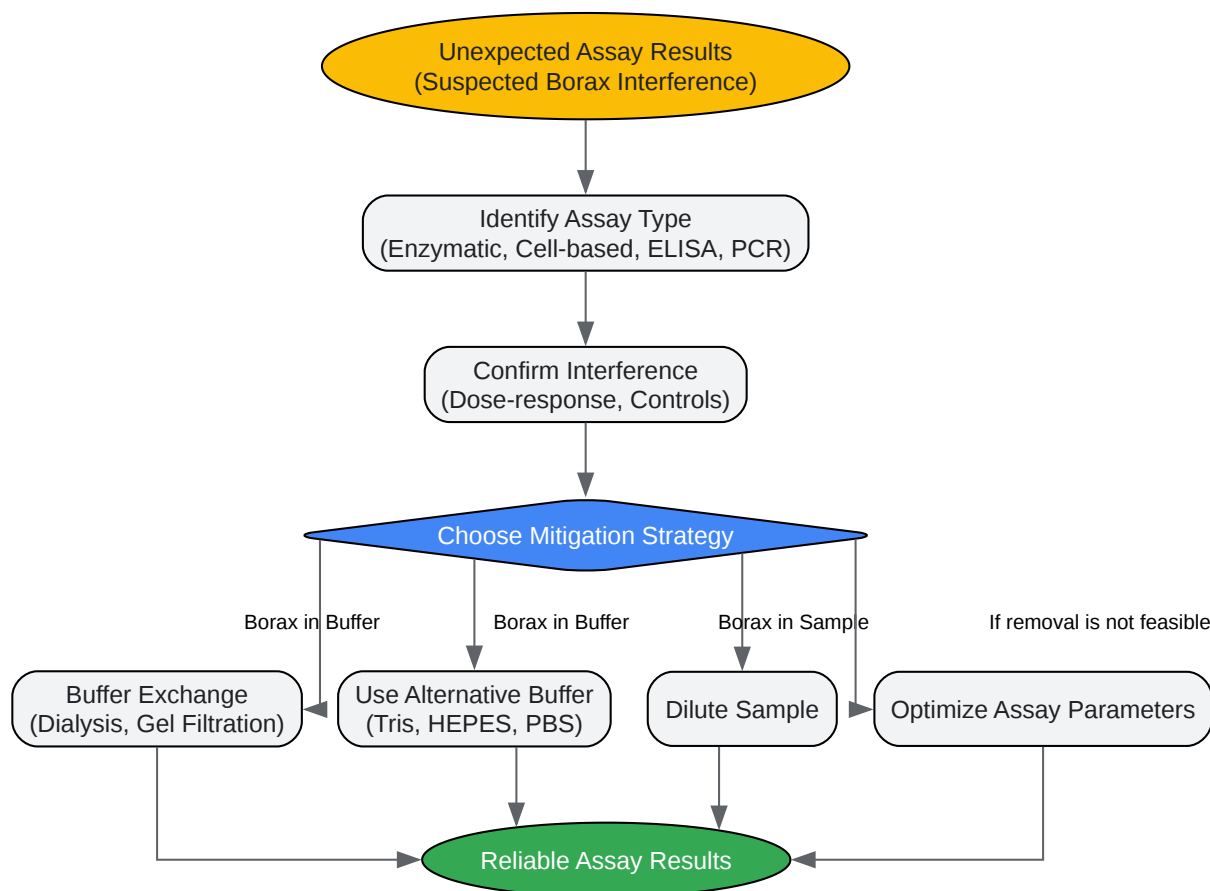 Unexpected Assay Results
(Suspected Borax Interference)
Identify Assay Type
(Enzymatic, Cell-based, ELISA, PCR)
Confirm Interference
(Dose-response, Controls)
Choose Mitigation Strategy
Borax in Buffer
Borax in Buffer
Borax in Sample
If removal is not feasible
Buffer Exchange
(Dialysis, Gel Filtration)
Use Alternative Buffer
(Tris, HEPES, PBS)
Dilute Sample
Optimize Assay Parameters
Reliable Assay Results